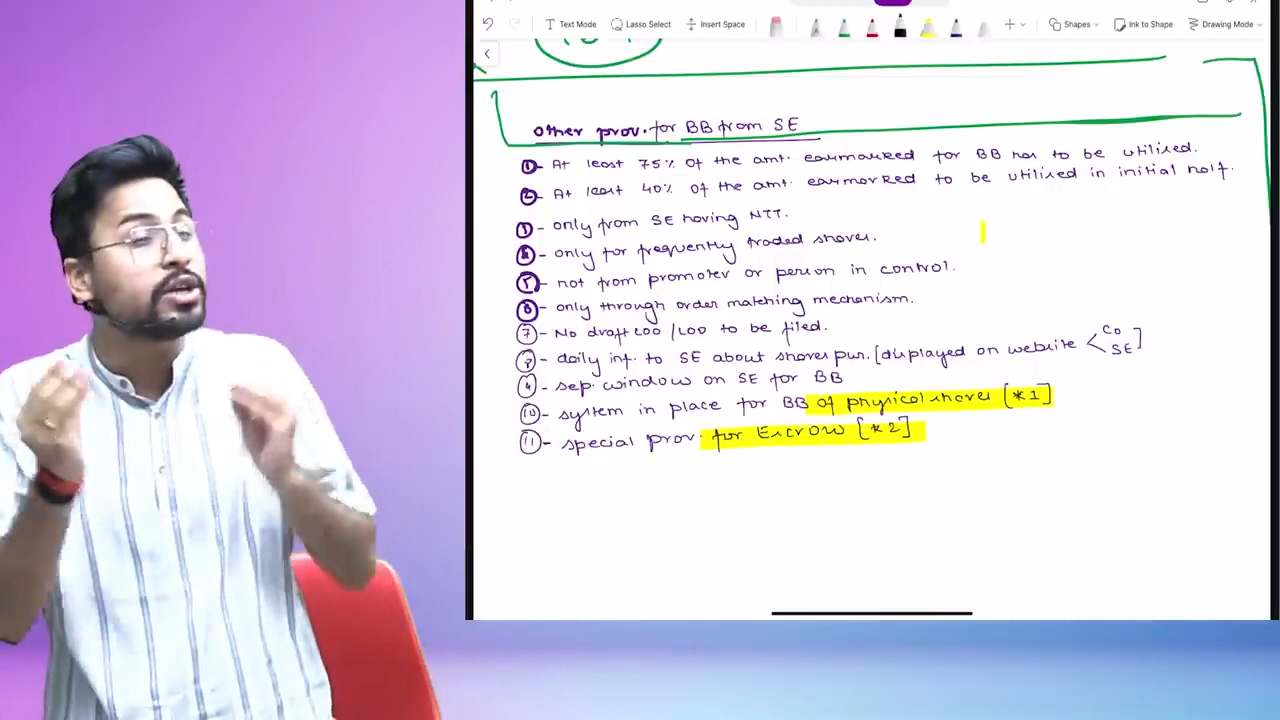 Text Mode Lasso Select Insert Space Shapes Ink to Shape Drawing Mode
other prov. for BB from SE
1 - At least 75% of the amt. earmarked for BB has to be utilised.
2 - At least 40% of the amt. earmarked to be utilised in initial half.
3 - only from SE having NTT.
4 - only for frequently traded shares.
5 - not from promoter or person in control.
6 - only through order matching mechanism.
7 - No draft LOO / LOO to be filed.
8 - daily inf. to SE about shares pur. [displayed on website < Co SE]
9 - sep. window on SE for BB
10 - system in place for BB of physical shares [*1]
11 - special prov. for Escrow [*2]